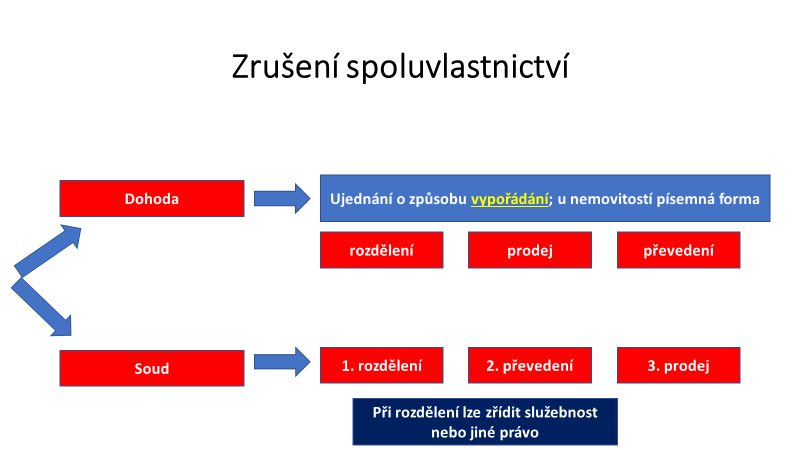 Zrušení spoluvlastnictví
Dohoda
Ujednání o způsobu vypořádání; u nemovitostí písemná forma
rozdělení
prodej
převedení
Soud
1. rozdělení
2. převedení
3. prodej
Při rozdělení lze zřídit služebnost
nebo jiné právo